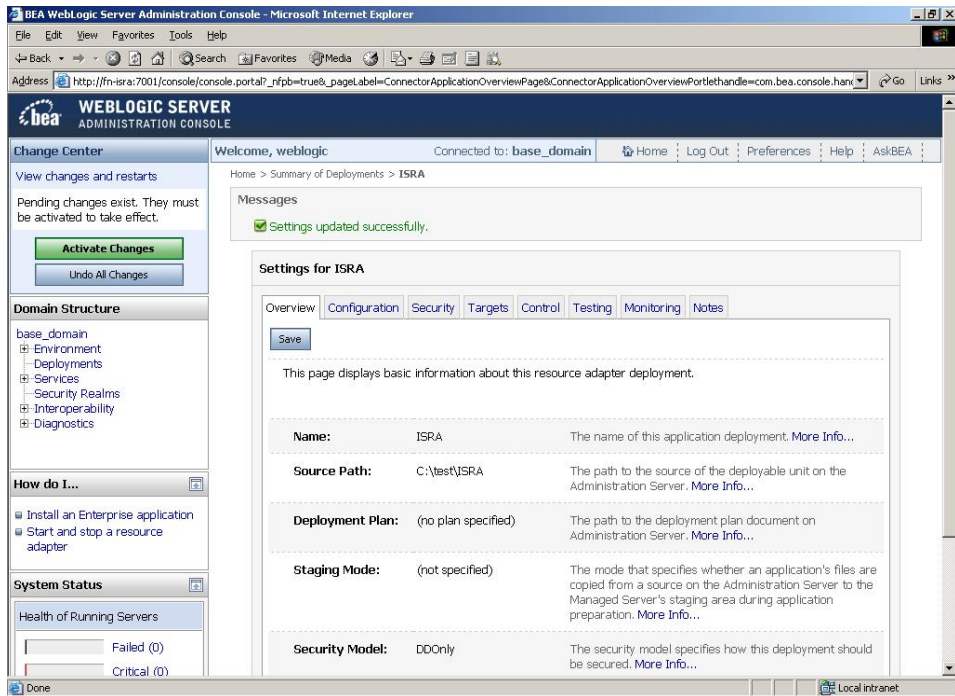 BEA WebLogic Server Administration Console - Microsoft Internet Explorer
File Edit View Favorites Tools Help
Back Search Favorites Media
Address http://fn-isra:7001/console/console.portal?_nfpb=true&_pageLabel=ConnectorApplicationOverviewPage&ConnectorApplicationOverviewPortlethandle=com.bea.console.hand Go Links »
bea WEBLOGIC SERVER
ADMINISTRATION CONSOLE
Change Center
View changes and restarts
Pending changes exist. They must
be activated to take effect.
Activate Changes
Undo All Changes
Domain Structure
base_domain
Environment
Deployments
Services
Security Realms
Interoperability
Diagnostics
How do I...
Install an Enterprise application
Start and stop a resource
adapter
System Status
Health of Running Servers
Failed (0)
Critical (0)
Welcome, weblogic Connected to: base_domain Home Log Out Preferences Help AskBEA
Home > Summary of Deployments > ISRA
Messages
Settings updated successfully.
Settings for ISRA
Overview Configuration Security Targets Control Testing Monitoring Notes
Save
This page displays basic information about this resource adapter deployment.
Name: ISRA The name of this application deployment. More Info...
Source Path: C:\test\ISRA The path to the source of the deployable unit on the
Administration Server. More Info...
Deployment Plan: (no plan specified) The path to the deployment plan document on
Administration Server. More Info...
Staging Mode: (not specified) The mode that specifies whether an application's files are
copied from a source on the Administration Server to the
Managed Server's staging area during application
preparation. More Info...
Security Model: DDOnly The security model specifies how this deployment should
be secured. More Info...
Done Local intranet